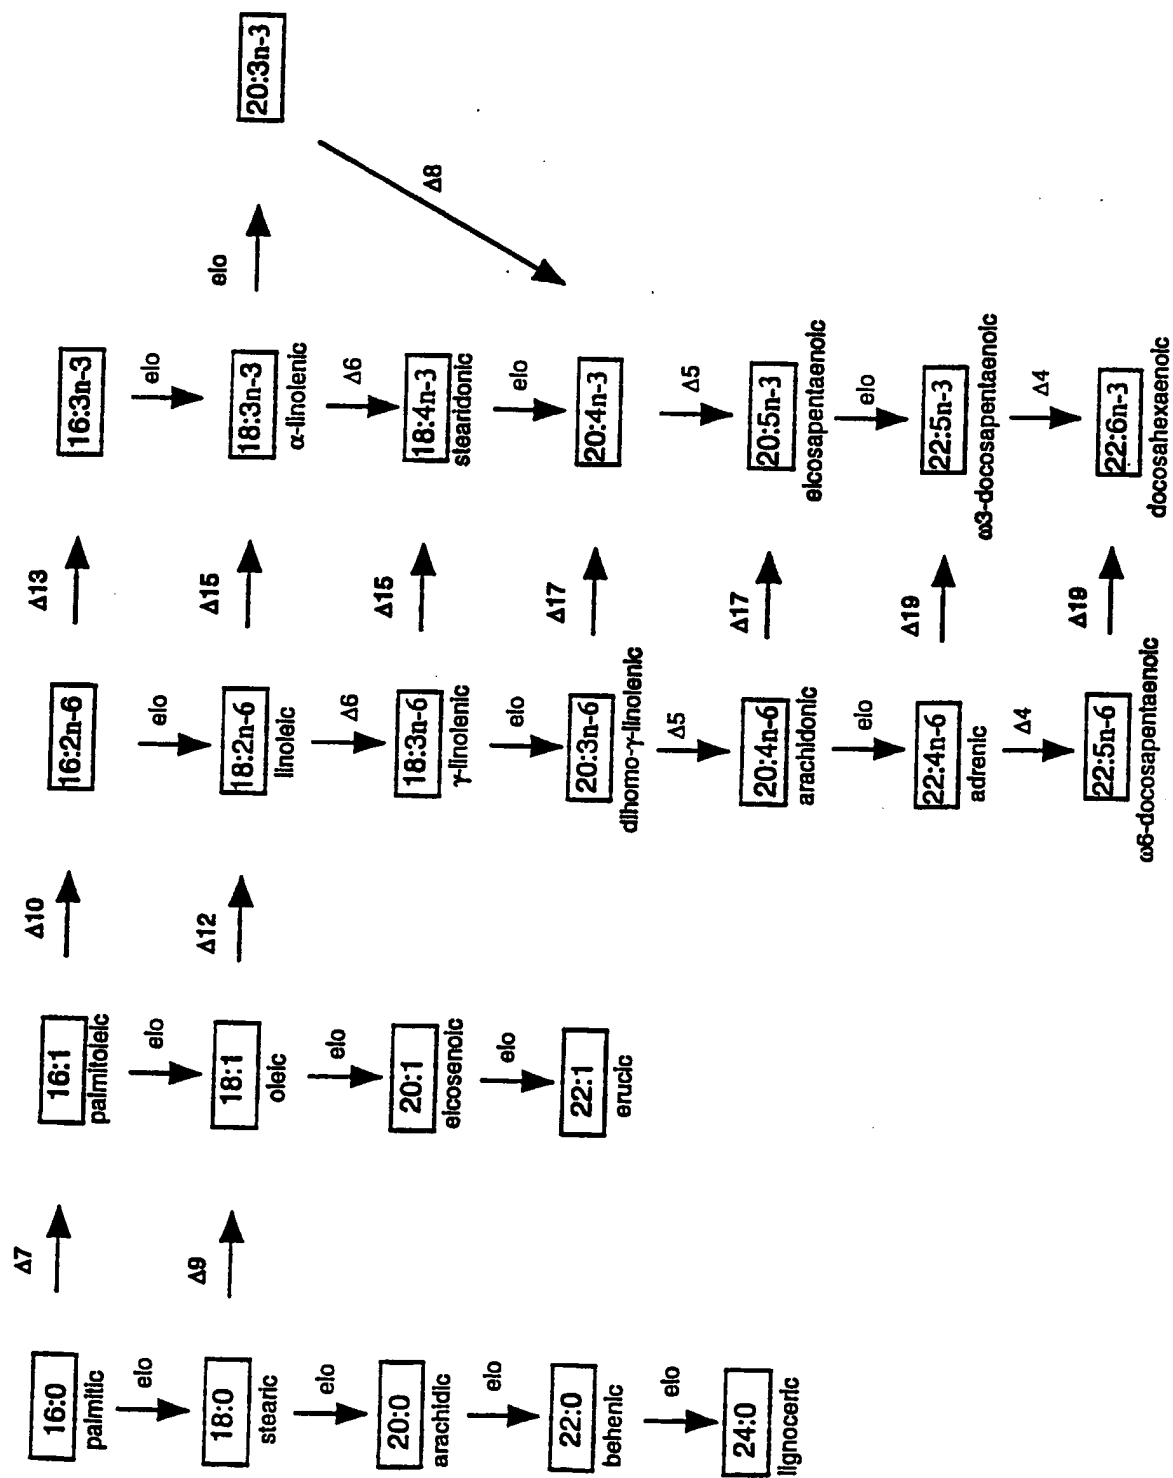 16:0
palmitic
elo
18:0
stearic
elo
20:0
arachidic
elo
22:0
behenic
elo
24:0
lignoceric
Δ7
Δ9
16:1
palmitoleic
elo
18:1
oleic
elo
20:1
eicosenoic
elo
22:1
erucic
Δ10
Δ12
16:2n-6
elo
18:2n-6
linoleic
Δ6
18:3n-6
γ-linolenic
elo
20:3n-6
dihomo-γ-linolenic
Δ5
20:4n-6
arachidonic
elo
22:4n-6
adrenic
Δ4
22:5n-6
ω6-docosapentaenoic
Δ13
Δ15
Δ15
Δ17
Δ17
Δ19
Δ19
16:3n-3
elo
18:3n-3
α-linolenic
Δ6
18:4n-3
stearidonic
elo
20:4n-3
Δ5
20:5n-3
eicosapentaenoic
elo
22:5n-3
ω3-docosapentaenoic
Δ4
22:6n-3
docosahexaenoic
elo
20:3n-3
Δ8